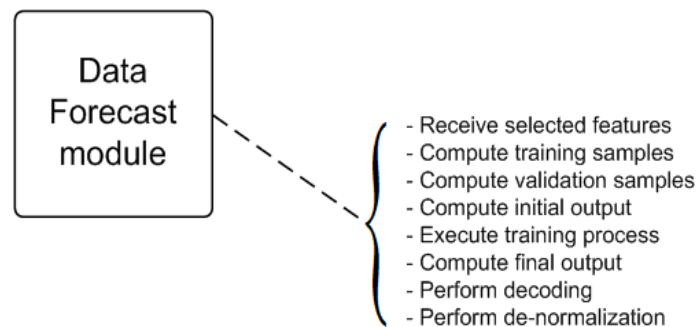 Data
Forecast
module
- Receive selected features
- Compute training samples
- Compute validation samples
- Compute initial output
- Execute training process
- Compute final output
- Perform decoding
- Perform de-normalization